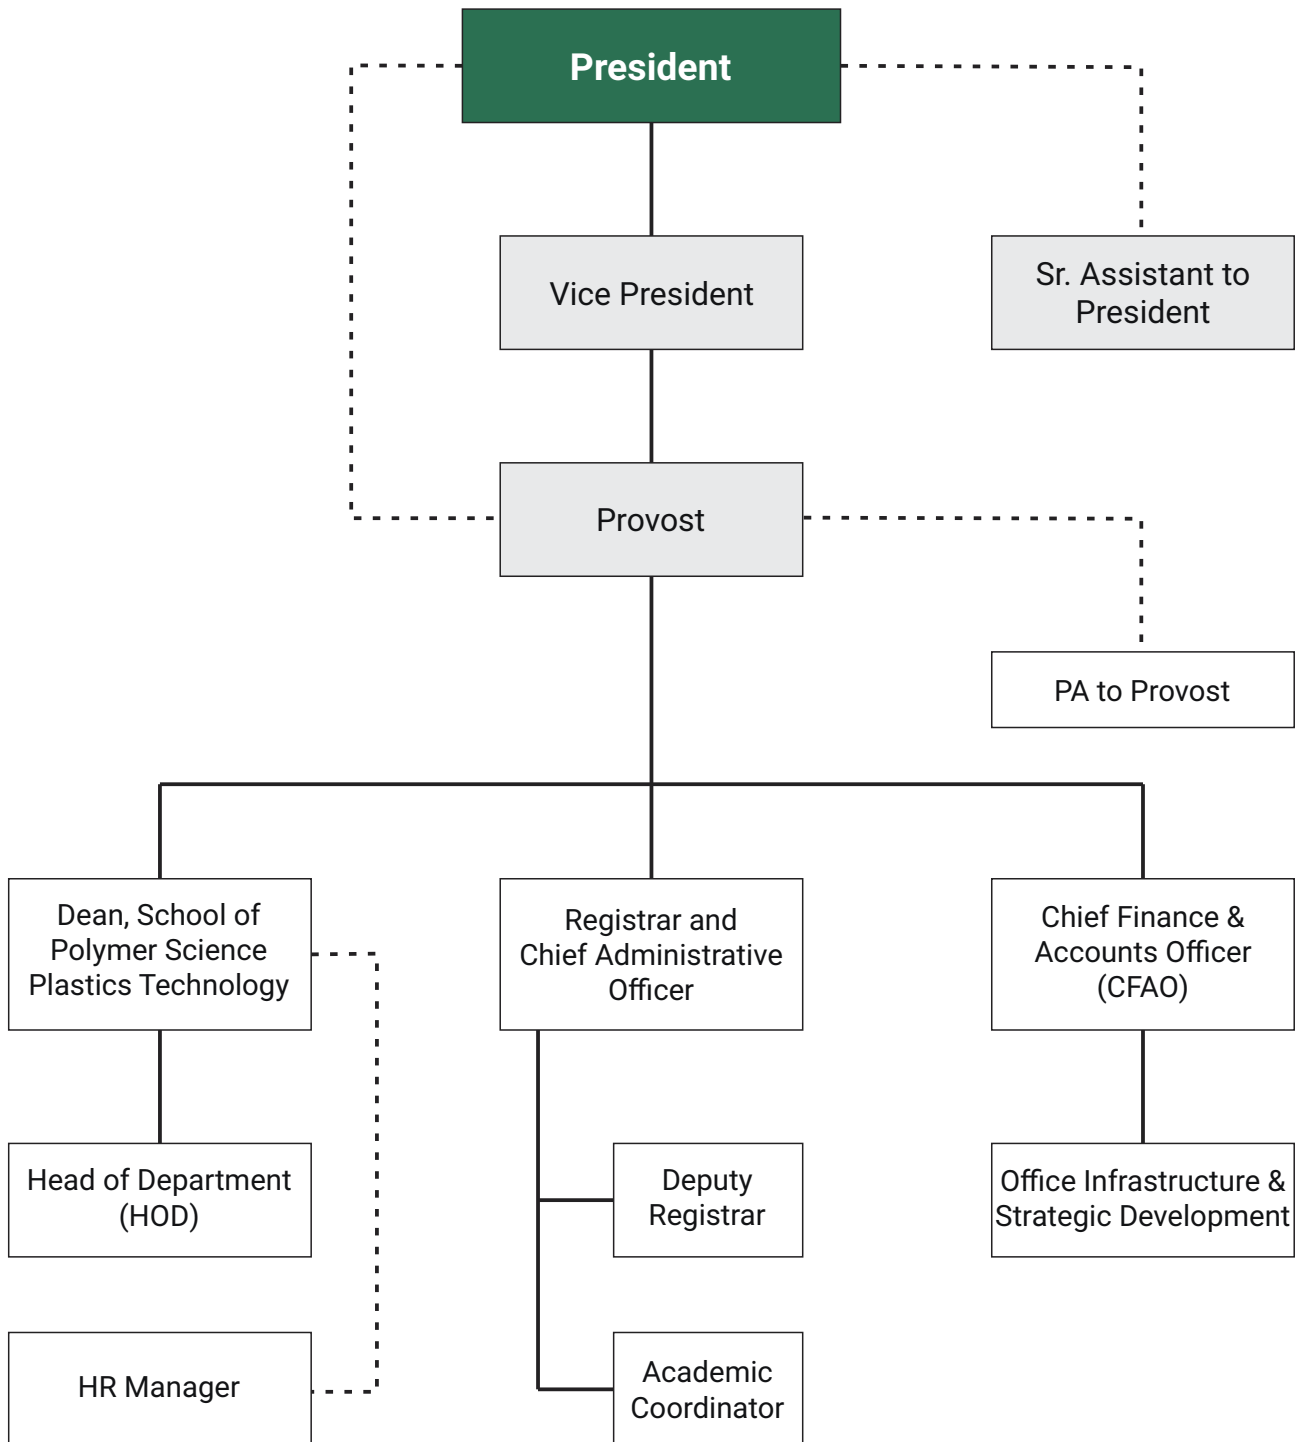 President
Vice President
Sr. Assistant to
President
Provost
PA to Provost
Dean, School of
Polymer Science
Plastics Technology
Registrar and
Chief Administrative
Officer
Chief Finance &
Accounts Officer
(CFAO)
Head of Department
(HOD)
Deputy
Registrar
Office Infrastructure &
Strategic Development
HR Manager
Academic
Coordinator